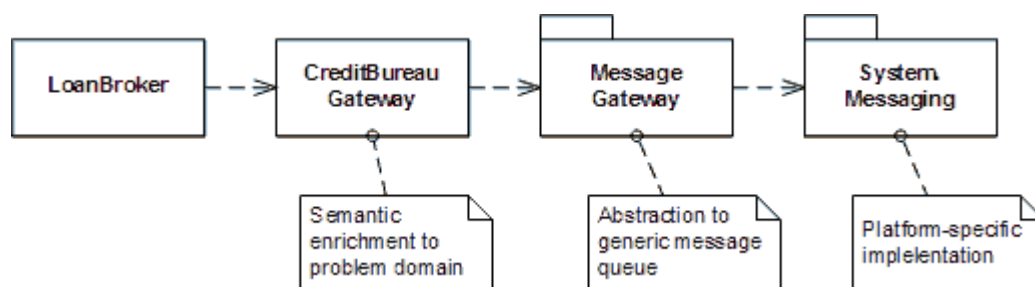 LoanBroker
CreditBureau
Gateway
Message
Gateway
System.
Messaging
Semantic
enrichment to
problem domain
Abstraction to
generic message
queue
Platform-specific
implelentation